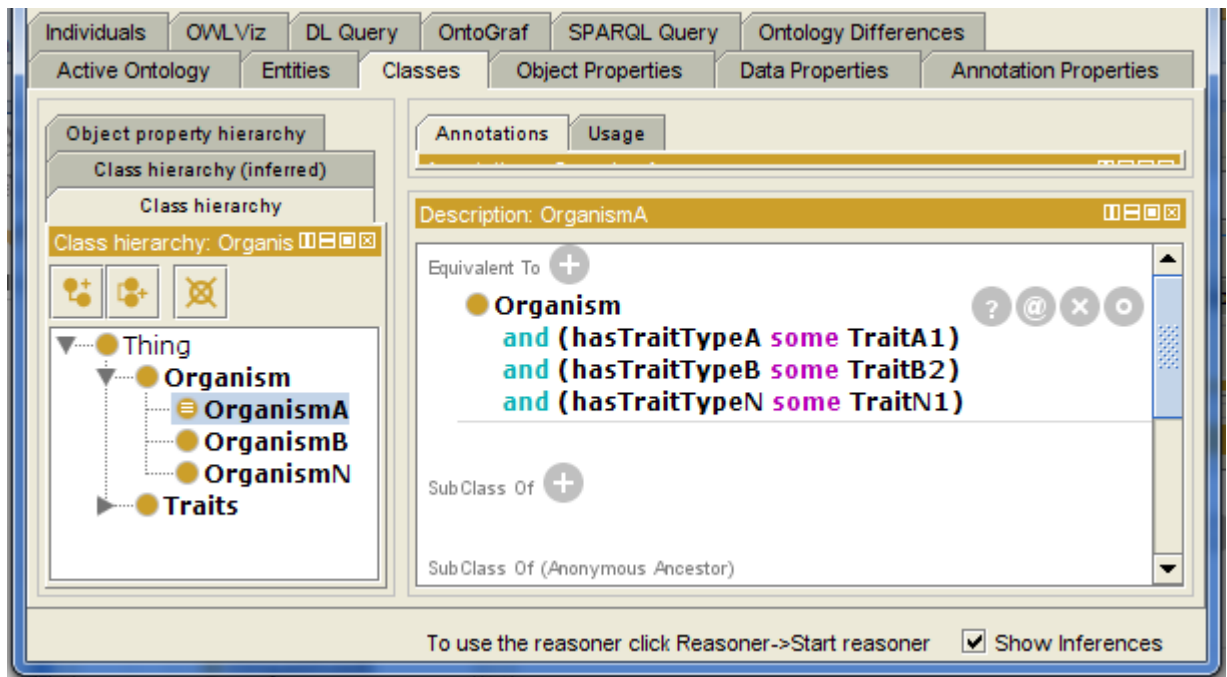 Individuals OWLViz DL Query OntoGraf SPARQL Query Ontology Differences
Active Ontology Entities Classes Object Properties Data Properties Annotation Properties
Object property hierarchy
Class hierarchy (inferred)
Class hierarchy
Class hierarchy: Organis
Thing
Organism
OrganismA
OrganismB
OrganismN
Traits
Annotations Usage
Description: OrganismA
Equivalent To
Organism
and (hasTraitTypeA some TraitA1)
and (hasTraitTypeB some TraitB2)
and (hasTraitTypeN some TraitN1)
SubClass Of
SubClass Of (Anonymous Ancestor)
To use the reasoner click Reasoner->Start reasoner Show Inferences